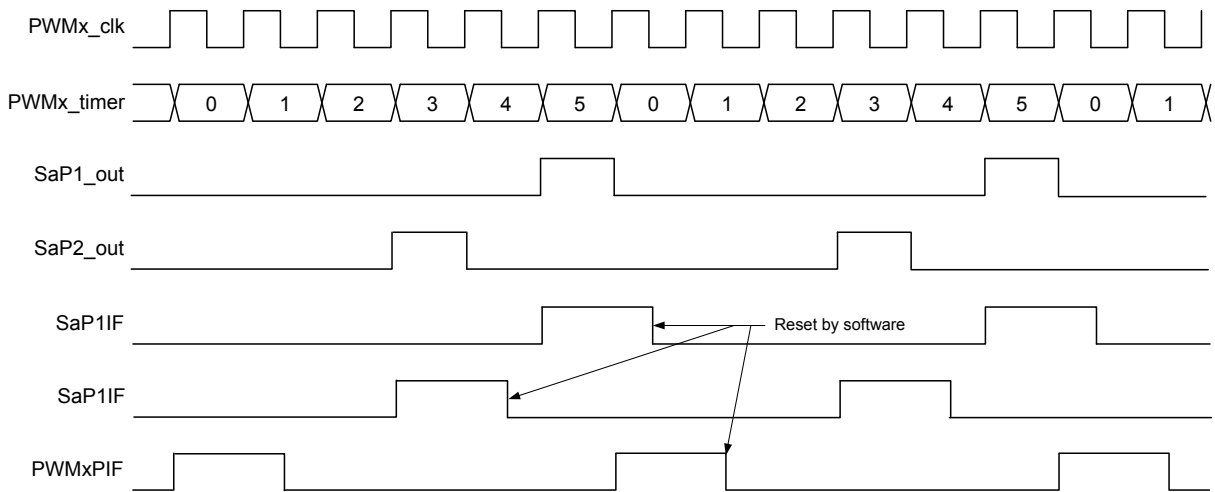 PWMx_clk
PWMx_timer 0 1 2 3 4 5 0 1 2 3 4 5 0 1
SaP1_out
SaP2_out
SaP1IF
Reset by software
SaP1IF
PWMxPIF